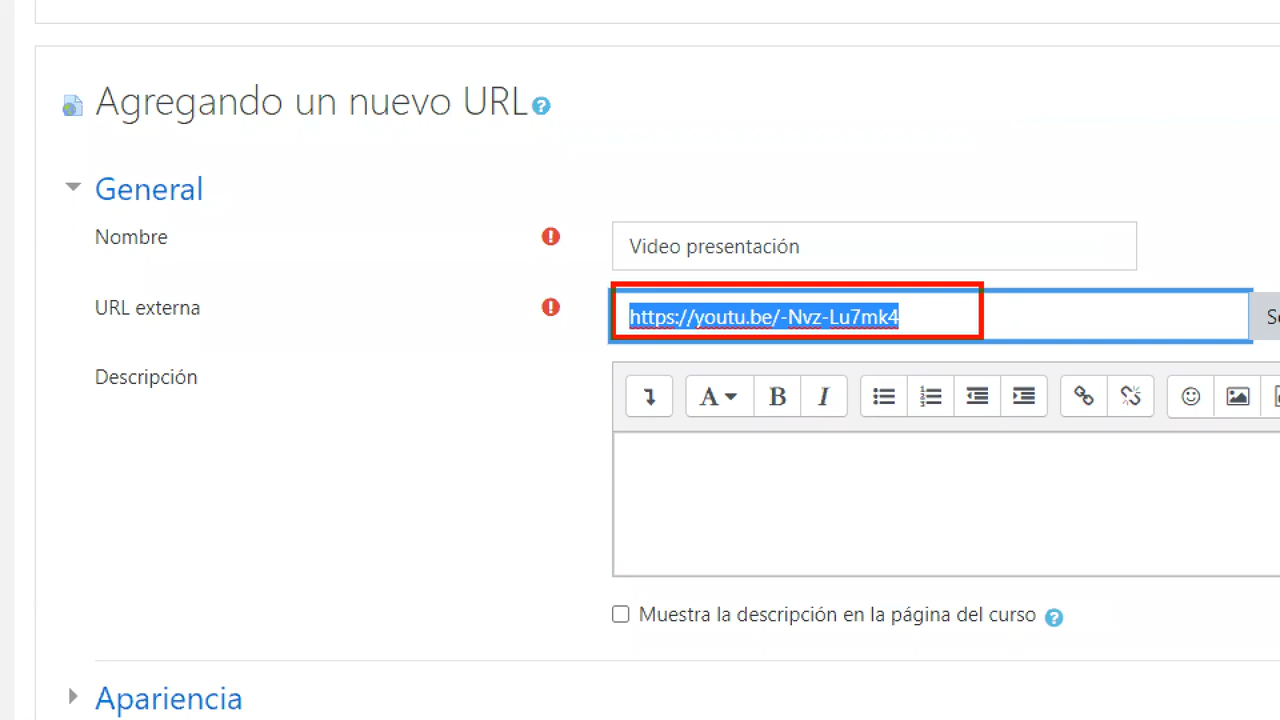 Agregando un nuevo URL
General
Nombre
Video presentación
URL externa
https://youtu.be/-Nvz-Lu7mk4
Descripción
A B I
Muestra la descripción en la página del curso
Apariencia